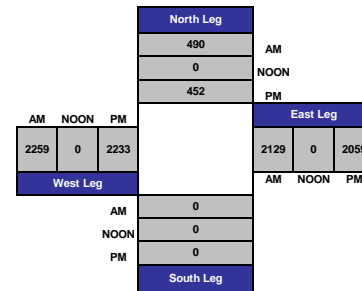 North Leg
490 AM
0 NOON
452 PM
East Leg
AM NOON PM
2259 0 2233
2129 0 2059
West Leg
AM NOON PM
AM 0
NOON 0
PM 0
South Leg